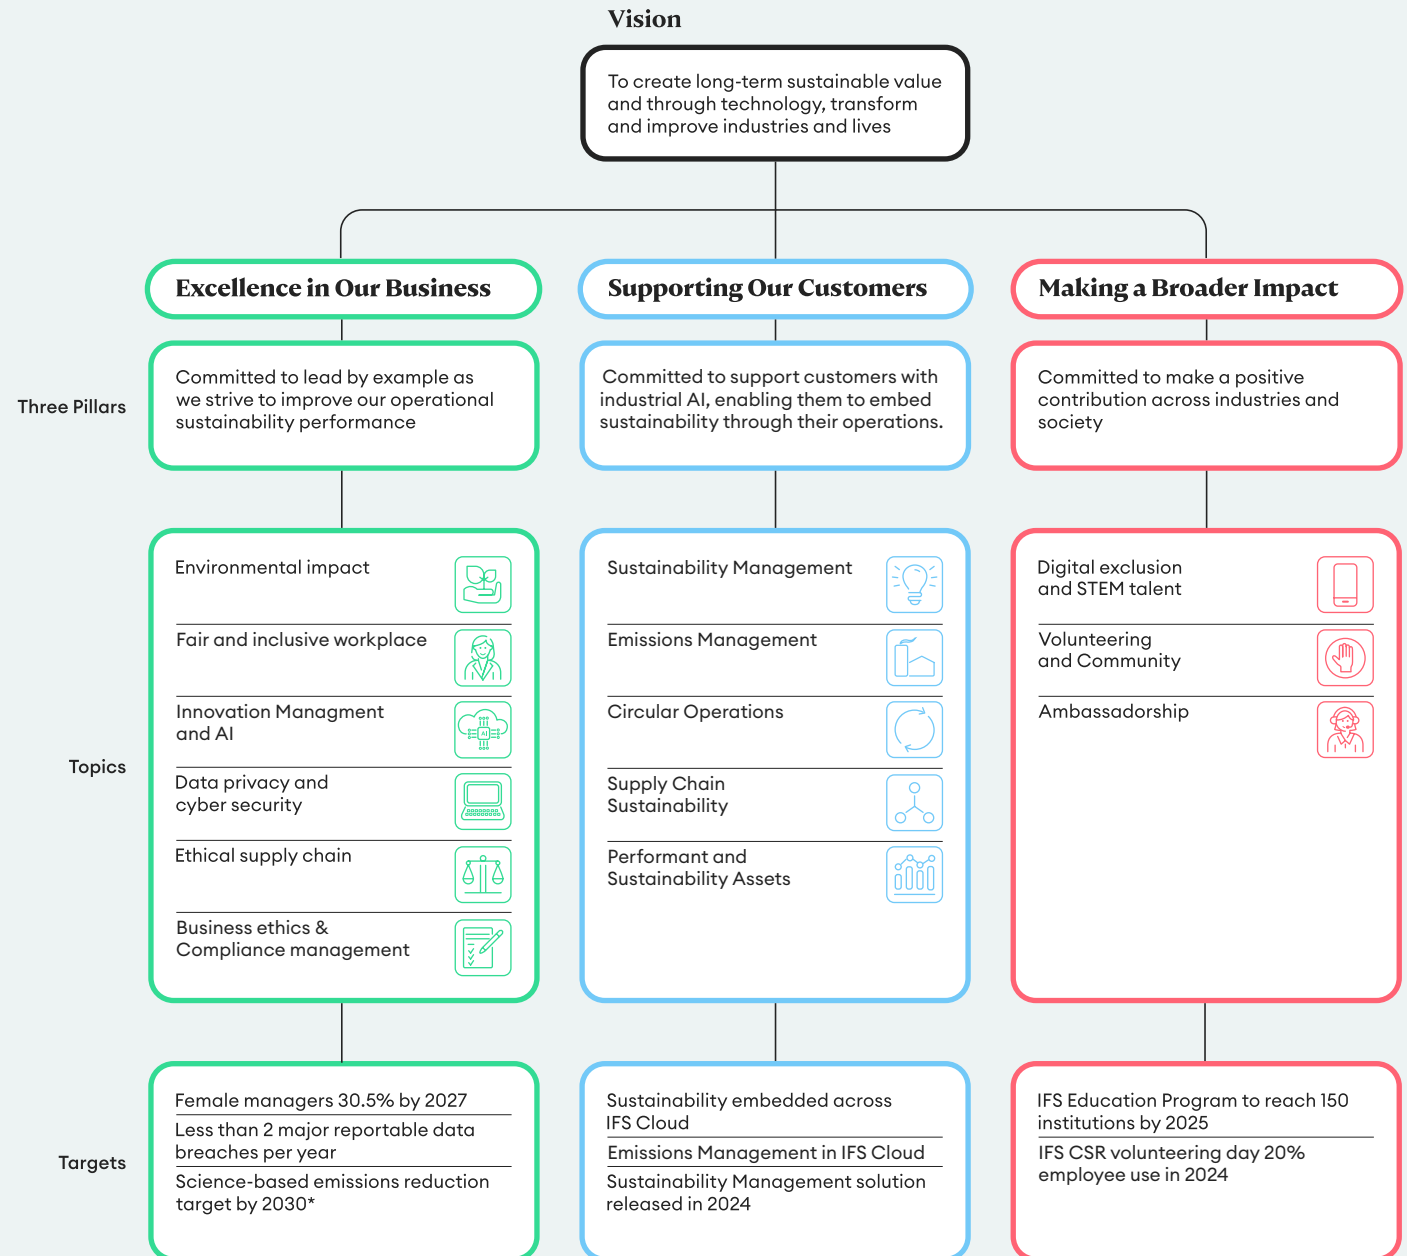 Vision
To create long-term sustainable value
and through technology, transform
and improve industries and lives
Excellence in Our Business
Supporting Our Customers
Making a Broader Impact
Three Pillars
Committed to lead by example as
we strive to improve our operational
sustainability performance
Committed to support customers with
industrial AI, enabling them to embed
sustainability through their operations.
Committed to make a positive
contribution across industries and
society
Topics
Environmental impact
Fair and inclusive workplace
Innovation Managment
and AI
AI
Data privacy and
cyber security
Ethical supply chain
Business ethics &
Compliance management
Sustainability Management
Emissions Management
Circular Operations
Supply Chain
Sustainability
Performant and
Sustainability Assets
Digital exclusion
and STEM talent
Volunteering
and Community
Ambassadorship
Targets
Female managers 30.5% by 2027
Less than 2 major reportable data
breaches per year
Science-based emissions reduction
target by 2030*
Sustainability embedded across
IFS Cloud
Emissions Management in IFS Cloud
Sustainability Management solution
released in 2024
IFS Education Program to reach 150
institutions by 2025
IFS CSR volunteering day 20%
employee use in 2024